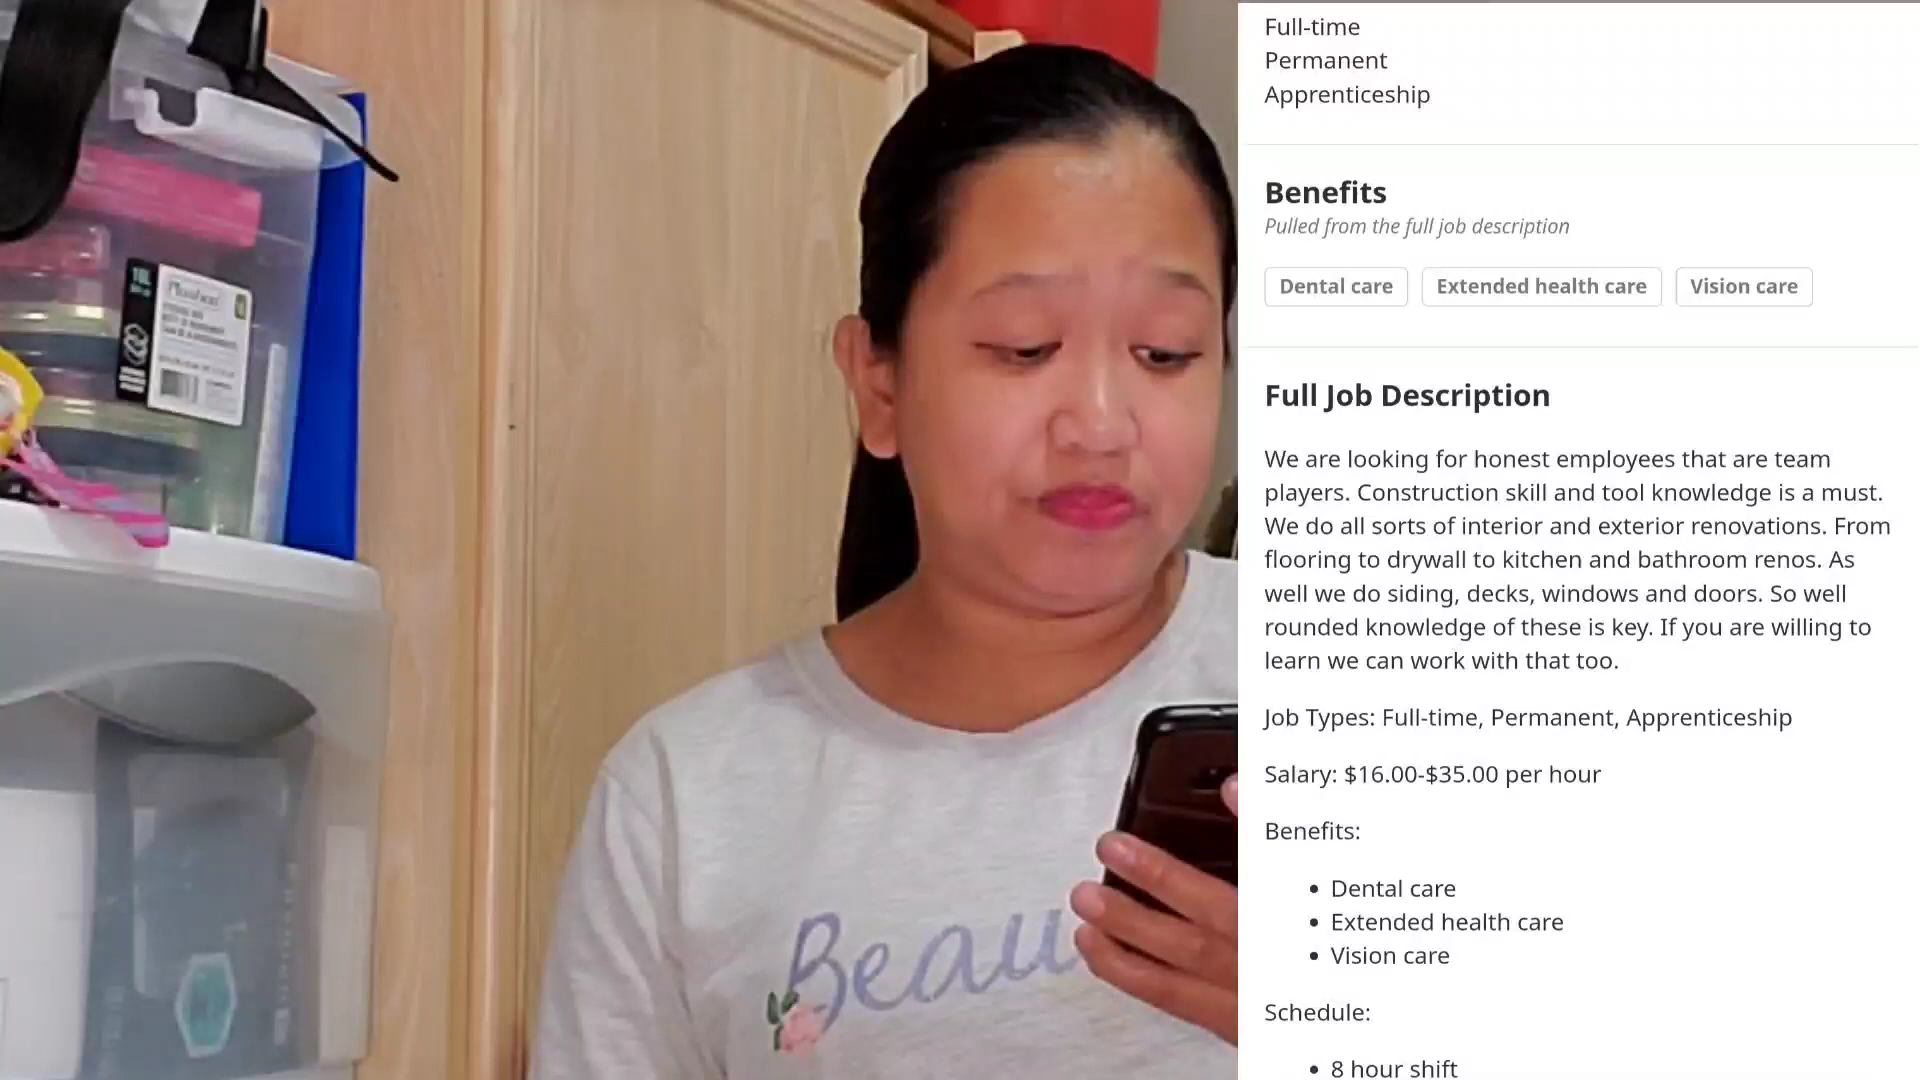 Full-time
Permanent
Apprenticeship
Benefits
Pulled from the full job description
Dental care
Extended health care
Vision care
Full Job Description
We are looking for honest employees that are team
players. Construction skill and tool knowledge is a must.
We do all sorts of interior and exterior renovations. From
flooring to drywall to kitchen and bathroom renos. As
well we do siding, decks, windows and doors. So well
rounded knowledge of these is key. If you are willing to
learn we can work with that too.
Job Types: Full-time, Permanent, Apprenticeship
Salary: $16.00-$35.00 per hour
Benefits:
• Dental care
• Extended health care
• Vision care
Schedule:
• 8 hour shift
Beau